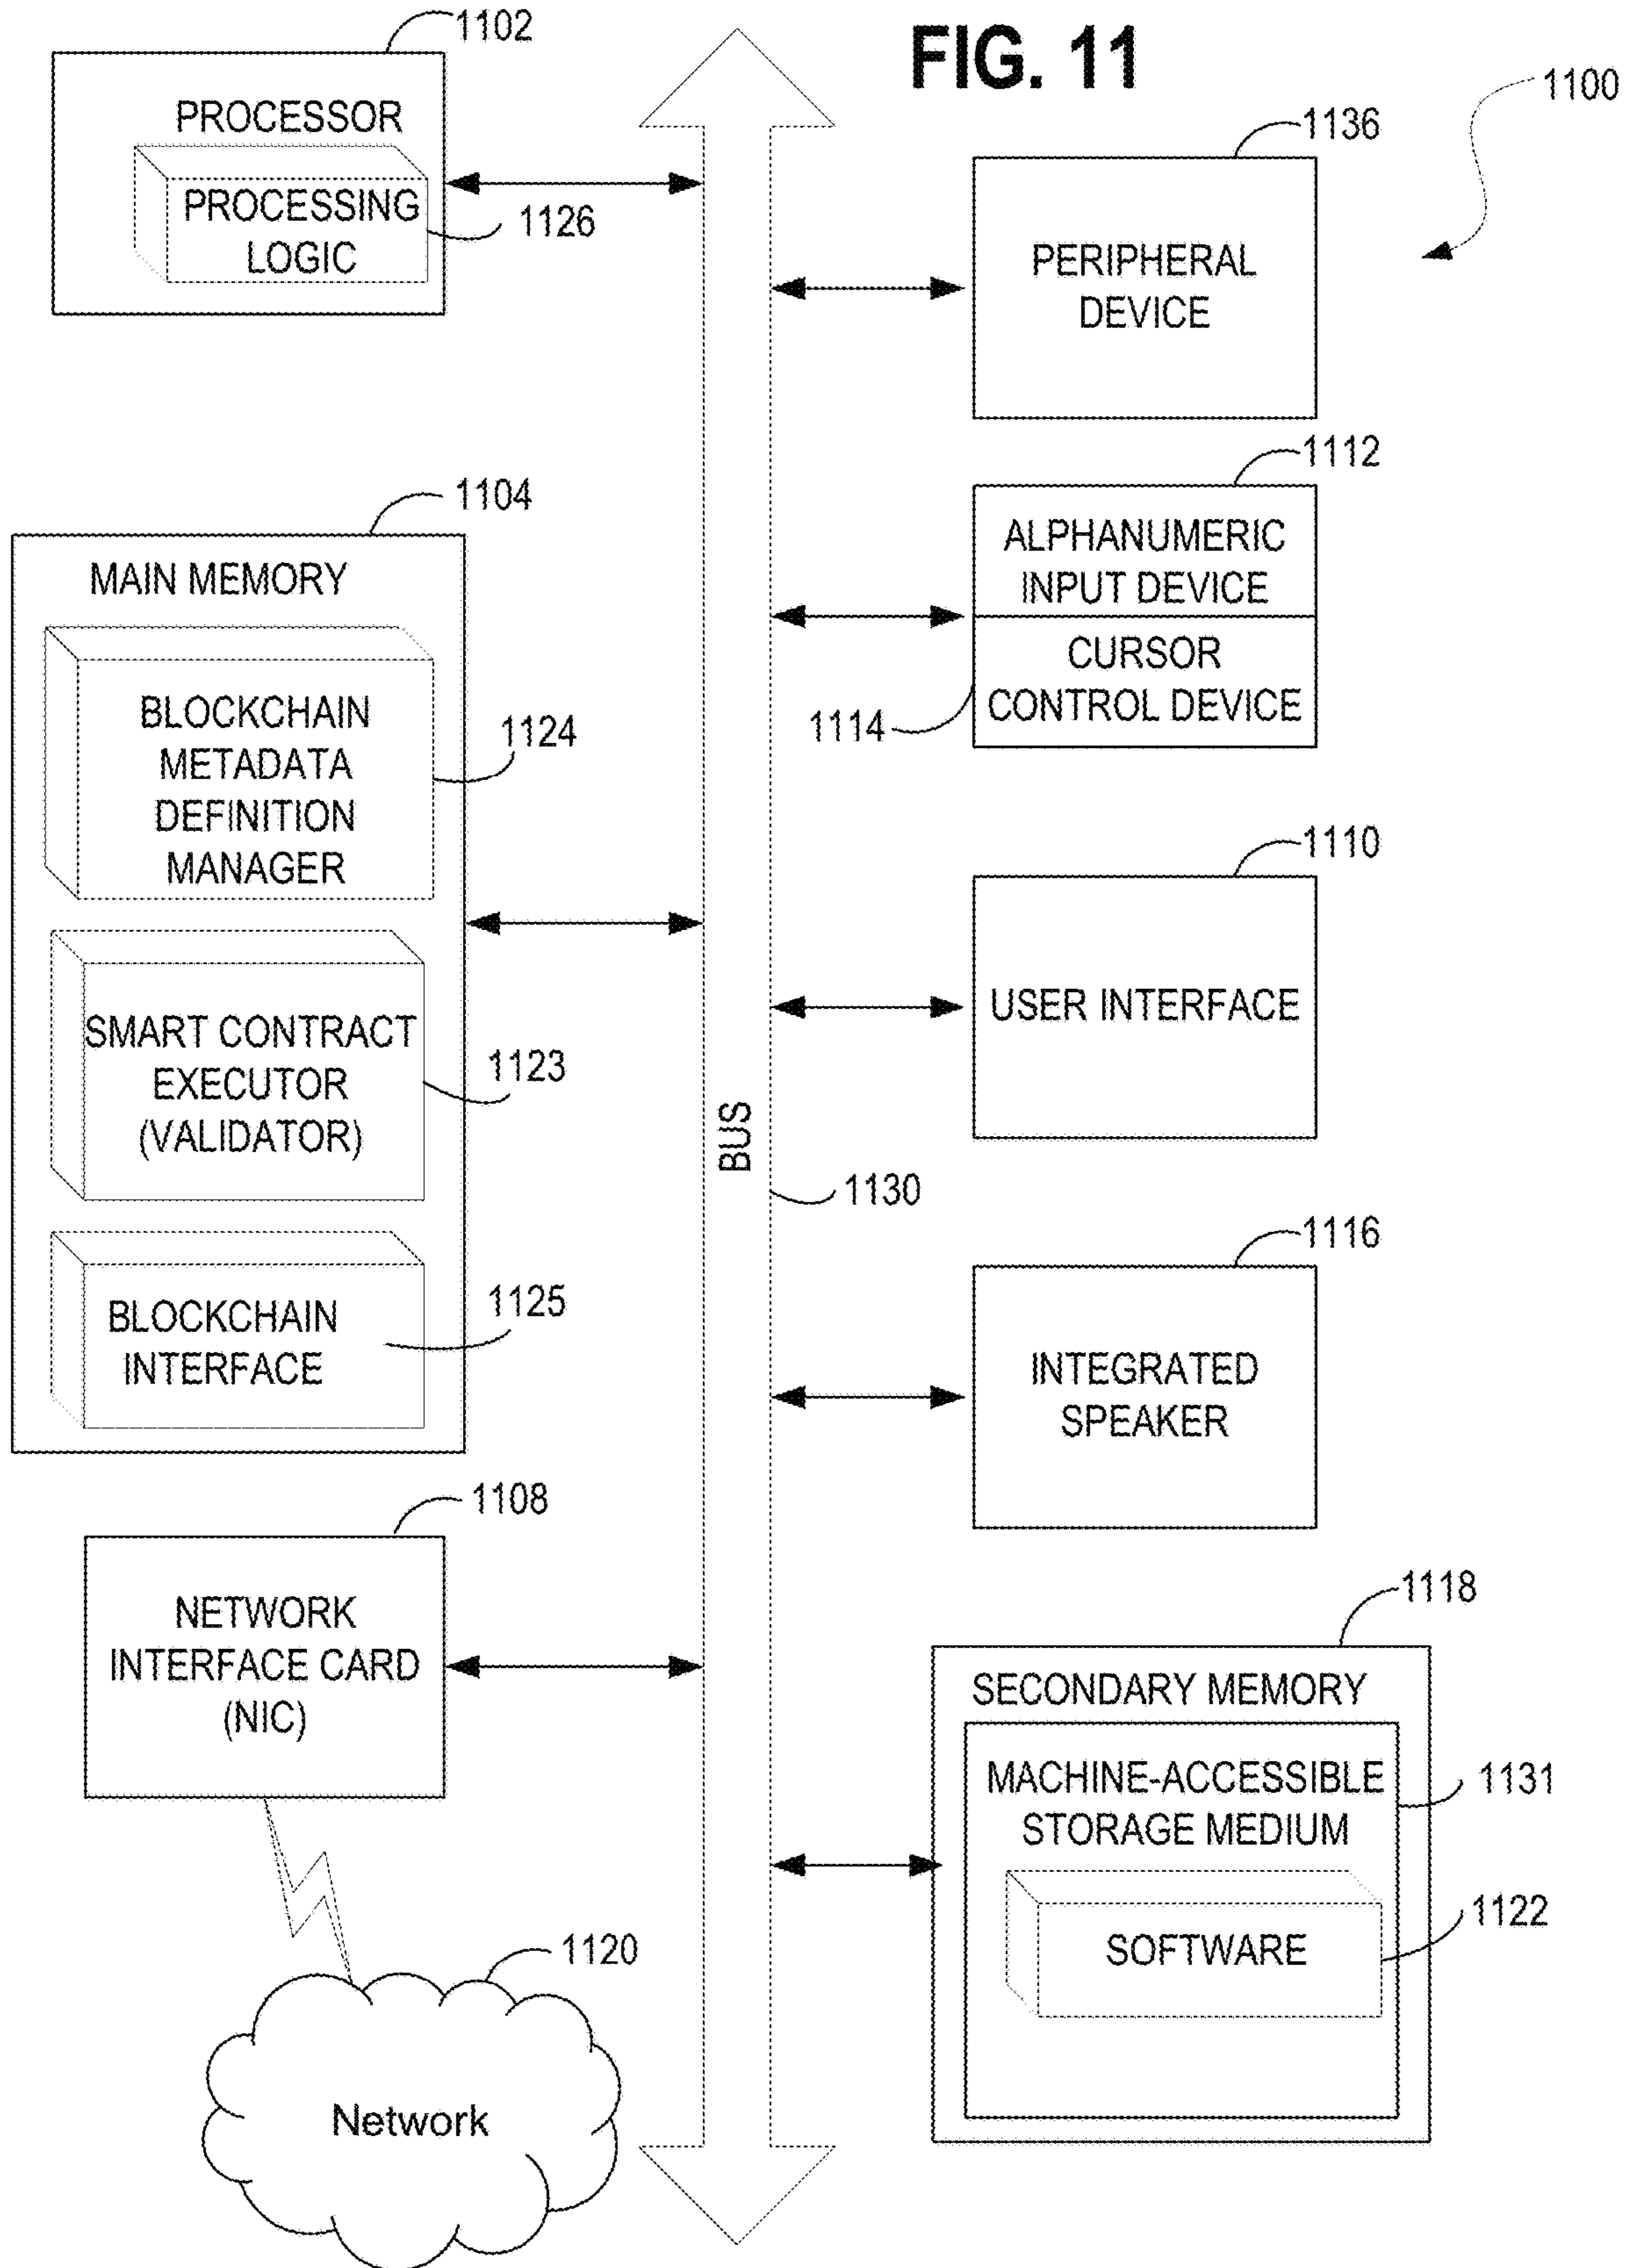 FIG. 11
1100
1102
PROCESSOR
PROCESSING
LOGIC
1126
1104
MAIN MEMORY
BLOCKCHAIN
METADATA
DEFINITION
MANAGER
1124
SMART CONTRACT
EXECUTOR
(VALIDATOR)
1123
BLOCKCHAIN
INTERFACE
1125
1108
NETWORK
INTERFACE CARD
(NIC)
1120
Network
BUS
1130
1136
PERIPHERAL
DEVICE
1112
ALPHANUMERIC
INPUT DEVICE
CURSOR
CONTROL DEVICE
1114
1110
USER INTERFACE
1116
INTEGRATED
SPEAKER
1118
SECONDARY MEMORY
MACHINE-ACCESSIBLE
STORAGE MEDIUM
1131
SOFTWARE
1122